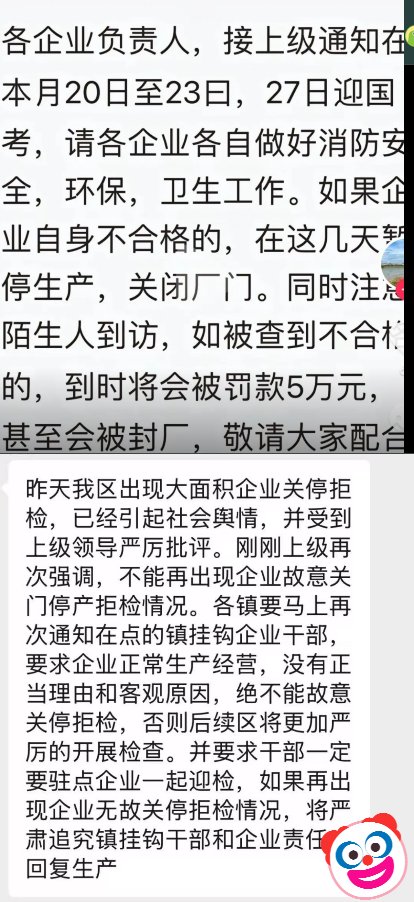 各企业负责人，接上级通知在
本月20日至23曰，27日迎国
考，请各企业各自做好消防安
全，环保，卫生工作。如果企
业自身不合格的，在这几天暂
停生产，关闭厂门。同时注意
陌生人到访，如被查到不合格
的，到时将会被罚款5万元，
甚至会被封厂，敬请大家配合
昨天我区出现大面积企业关停拒
检，已经引起社会舆情，并受到
上级领导严厉批评。刚刚上级再
次强调，不能再出现企业故意关
门停产拒检情况。各镇要马上再
次通知在点的镇挂钩企业干部，
要求企业正常生产经营，没有正
当理由和客观原因，绝不能故意
关停拒检，否则后续区将更加严
厉的开展检查。并要求干部一定
要驻点企业一起迎检，如果再出
现企业无故关停拒检情况，将严
肃追究镇挂钩干部和企业责任
回复生产